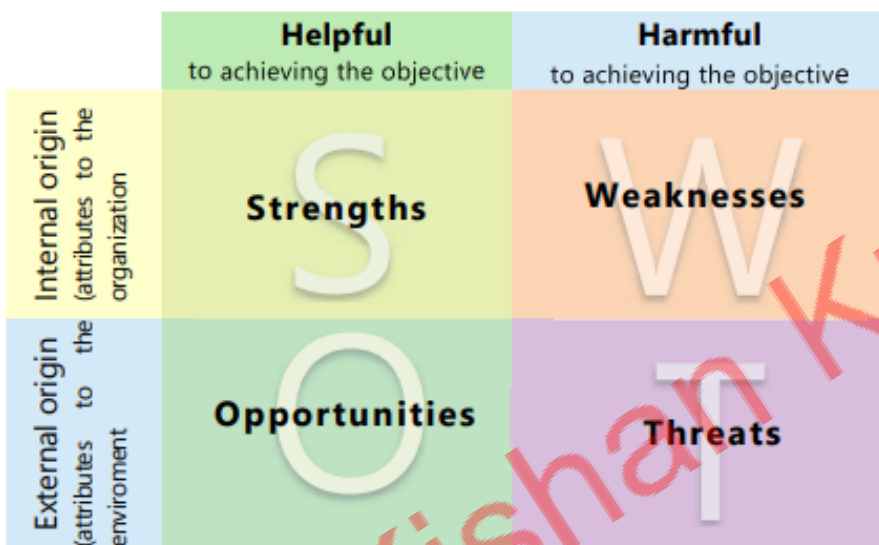 Helpful
to achieving the objective
Harmful
to achieving the objective
Internal origin
(attributes to the
organization
S
Strengths
W
Weaknesses
External origin
(attributes to the
enviroment
O
Opportunities
T
Threats
ishan K